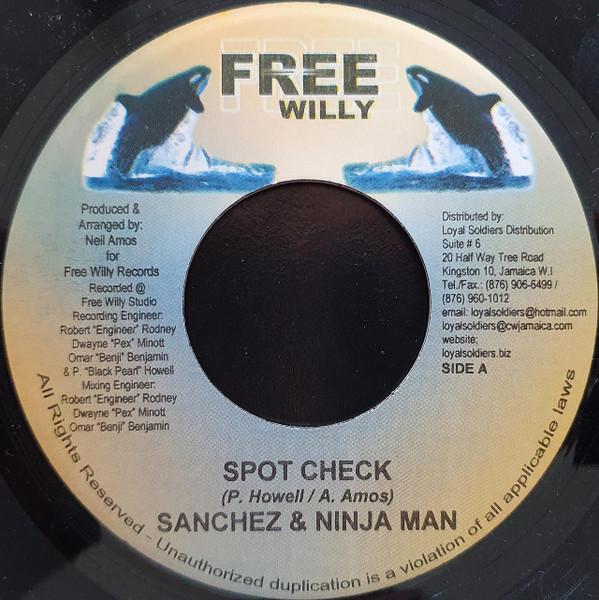 FREE
WILLY
Produced &
Arranged by:
Neil Amos
for
Free Willy Records
Recorded @
Free Willy Studio
Recording Engineer:
Robert "Engineer" Rodney
Dwayne "Pex" Minott
Omar "Benji" Benjamin
& P. "Black Pearl" Howell
Mixing Engineer:
Robert "Engineer" Rodney
Dwayne "Pex" Minott
Omar "Benji" Benjamin
Distributed by:
Loyal Soldiers Distribution
Suite # 6
20 Half Way Tree Road
Kingston 10, Jamaica W.I
Tel./Fax.: (876) 906-5499 /
(876) 960-1012
email: loyalsoldiers@hotmail.com
loyalsoldiers@cwjamaica.com
website;
loyalsoldiers.biz
SIDE A
SPOT CHECK
(P. Howell / A. Amos)
SANCHEZ & NINJA MAN
All Rights Reserved - Unauthorized duplication is a violation of all applicable laws